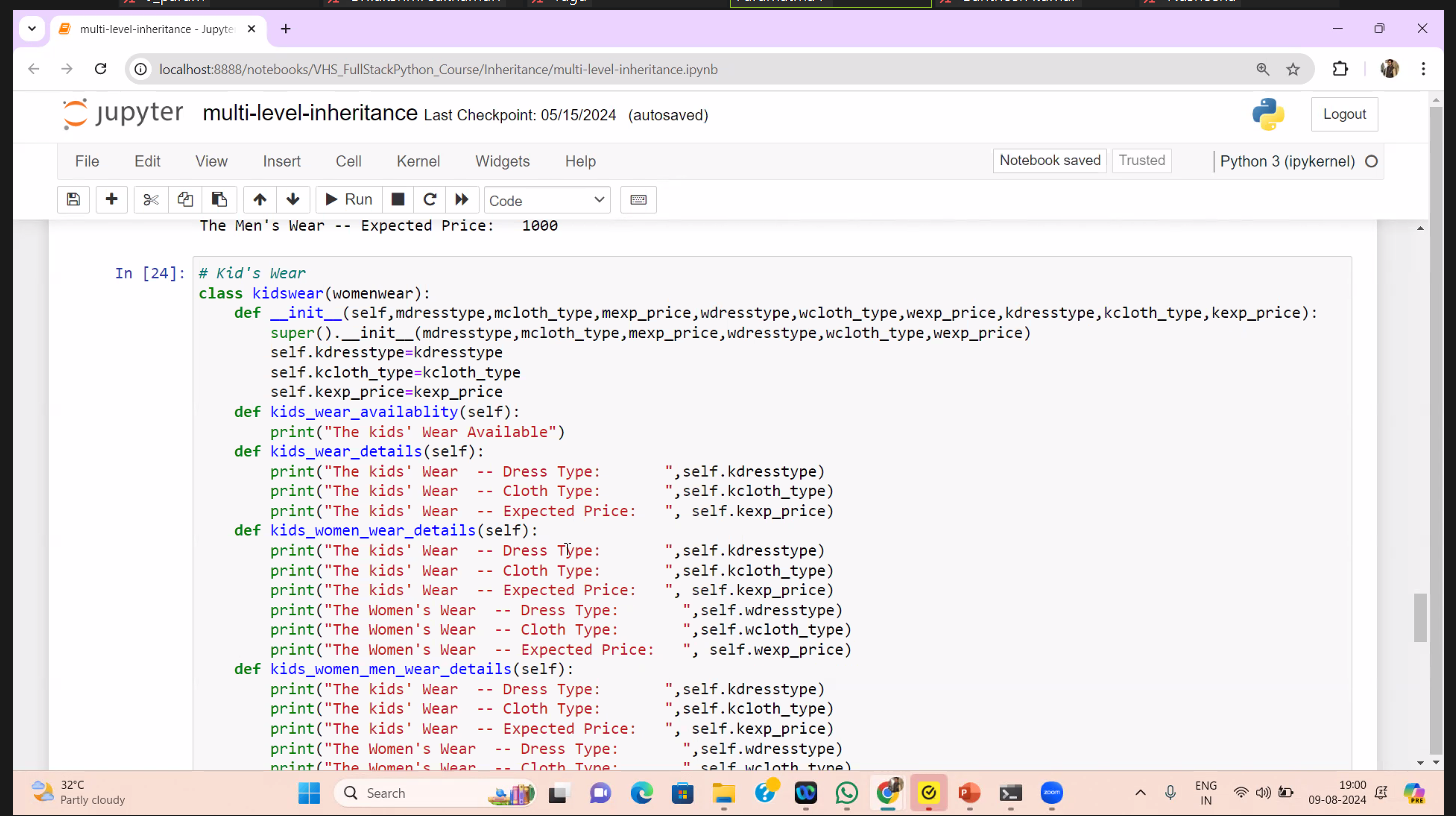 multi-level-inheritance - Jupyte
localhost:8888/notebooks/VHS_FullStackPython_Course/Inheritance/multi-level-inheritance.ipynb
jupyter multi-level-inheritance Last Checkpoint: 05/15/2024 (autosaved)
Logout
File Edit View Insert Cell Kernel Widgets Help
Notebook saved Trusted Python 3 (ipykernel)
Run Code
The Men's Wear -- Expected Price:   1000
In [24]: # Kid's Wear
class kidswear(womenwear):
    def __init__(self,mdresstype,mcloth_type,mexp_price,wdresstype,wcloth_type,wexp_price,kdresstype,kcloth_type,kexp_price):
        super().__init__(mdresstype,mcloth_type,mexp_price,wdresstype,wcloth_type,wexp_price)
        self.kdresstype=kdresstype
        self.kcloth_type=kcloth_type
        self.kexp_price=kexp_price
    def kids_wear_availablity(self):
        print("The kids' Wear Available")
    def kids_wear_details(self):
        print("The kids' Wear  -- Dress Type:       ",self.kdresstype)
        print("The kids' Wear  -- Cloth Type:       ",self.kcloth_type)
        print("The kids' Wear  -- Expected Price:   ", self.kexp_price)
    def kids_women_wear_details(self):
        print("The kids' Wear  -- Dress Type:       ",self.kdresstype)
        print("The kids' Wear  -- Cloth Type:       ",self.kcloth_type)
        print("The kids' Wear  -- Expected Price:   ", self.kexp_price)
        print("The Women's Wear  -- Dress Type:       ",self.wdresstype)
        print("The Women's Wear  -- Cloth Type:       ",self.wcloth_type)
        print("The Women's Wear  -- Expected Price:   ", self.wexp_price)
    def kids_women_men_wear_details(self):
        print("The kids' Wear  -- Dress Type:       ",self.kdresstype)
        print("The kids' Wear  -- Cloth Type:       ",self.kcloth_type)
        print("The kids' Wear  -- Expected Price:   ", self.kexp_price)
        print("The Women's Wear  -- Dress Type:       ",self.wdresstype)
        print("The Women's Wear  -- Cloth Type:       ",self.wcloth_type)
32°C
Partly cloudy
Search
zoom
ENG
IN
19:00
09-08-2024
PRE